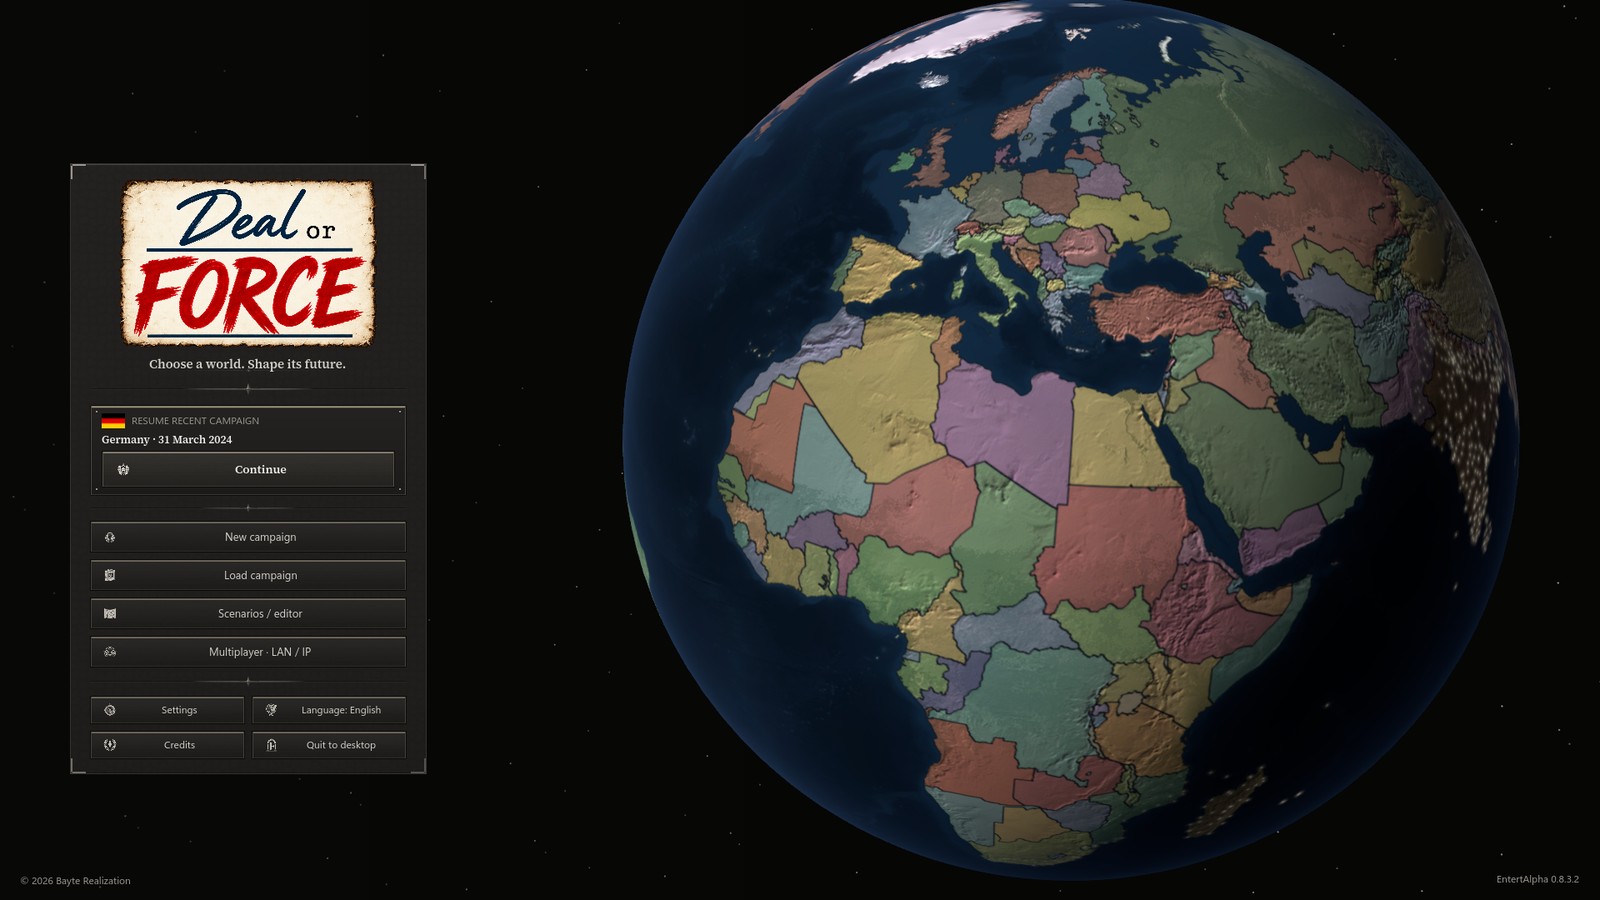 Deal or
FORCE
Choose a world. Shape its future.
RESUME RECENT CAMPAIGN
Germany · 31 March 2024
Continue
New campaign
Load campaign
Scenarios / editor
Multiplayer · LAN / IP
Settings
Language: English
Credits
Quit to desktop
© 2026 Bayte Realization
EntertAlpha 0.8.3.2